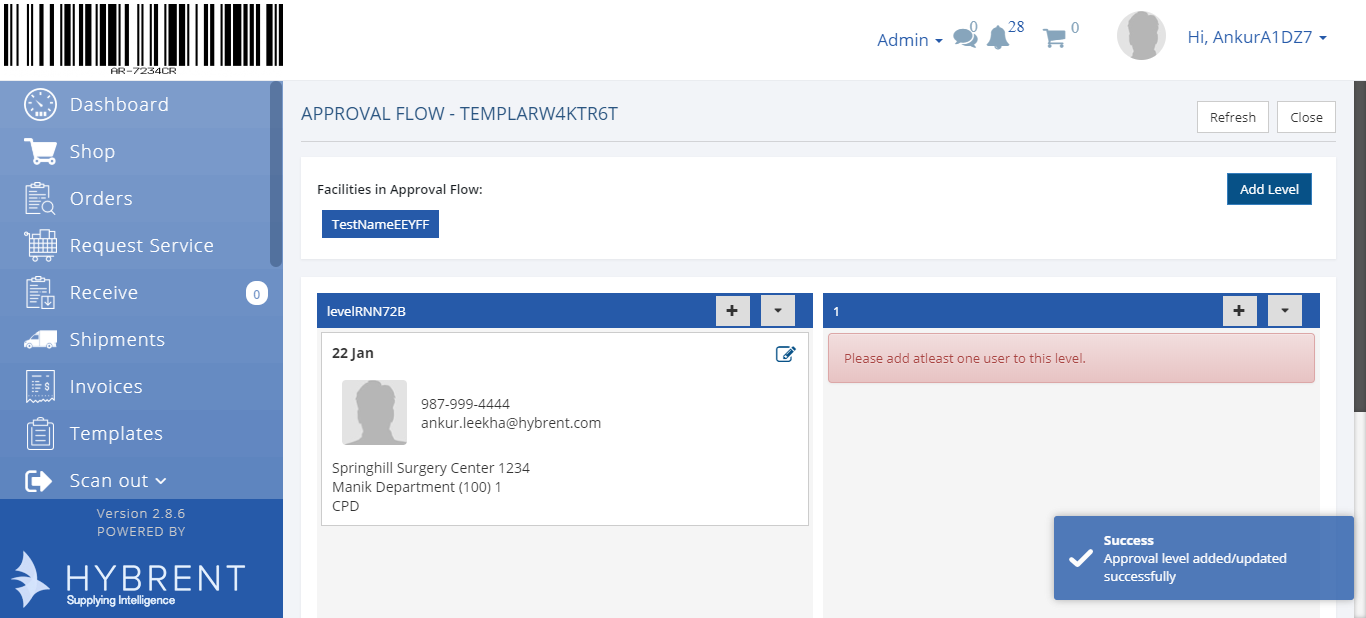 AR-7234CR
Admin
0
28
0
Hi, AnkurA1DZ7
Dashboard
Shop
Orders
Request Service
Receive
0
Shipments
Invoices
Templates
Scan out
Version 2.8.6
POWERED BY
HYBRENT
Supplying Intelligence
APPROVAL FLOW - TEMPLARW4KTR6T
Refresh
Close
Facilities in Approval Flow:
Add Level
TestNameEEYFF
levelRNN72B
22 Jan
987-999-4444
ankur.leekha@hybrent.com
Springhill Surgery Center 1234
Manik Department (100) 1
CPD
1
Please add atleast one user to this level.
Success
Approval level added/updated
successfully